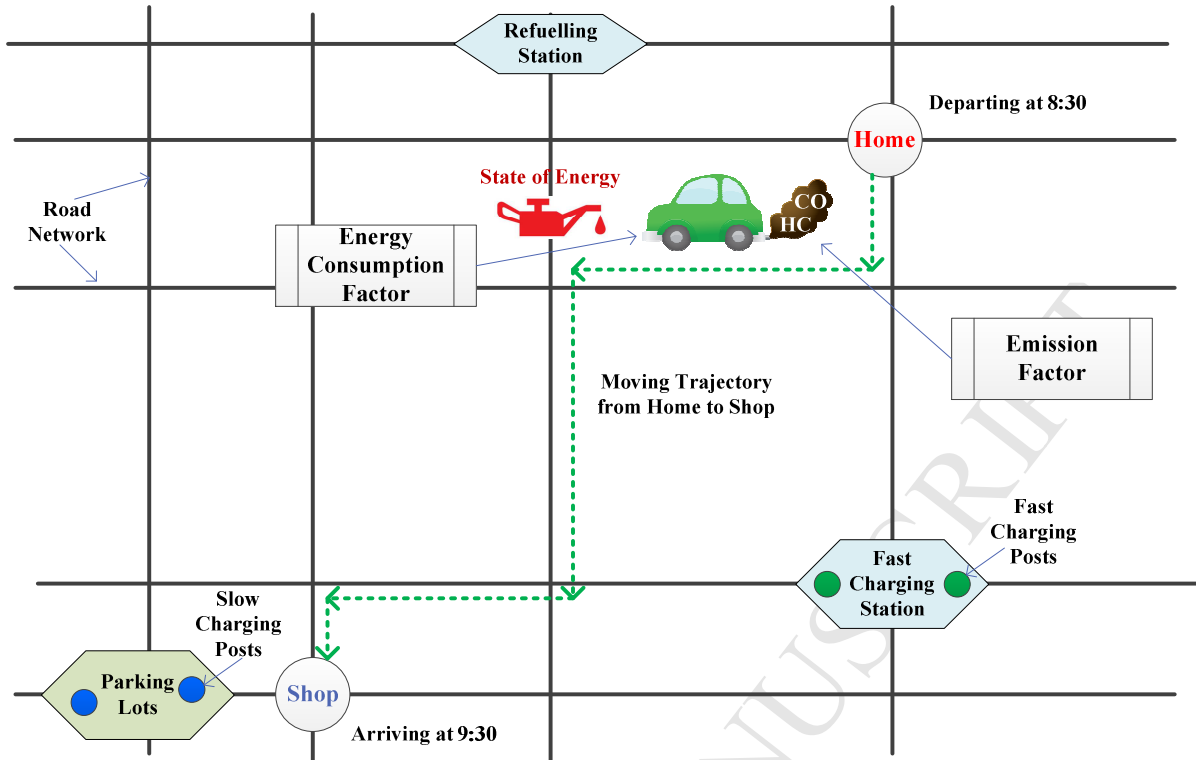 Refuelling
Station
Departing at 8:30
Home
State of Energy
CO
HC
Road
Network
Energy
Consumption
Factor
Emission
Factor
Moving Trajectory
from Home to Shop
Fast
Charging
Posts
Fast
Charging
Station
Slow
Charging
Posts
Parking
Lots
Shop
Arriving at 9:30
NUSCRIPT